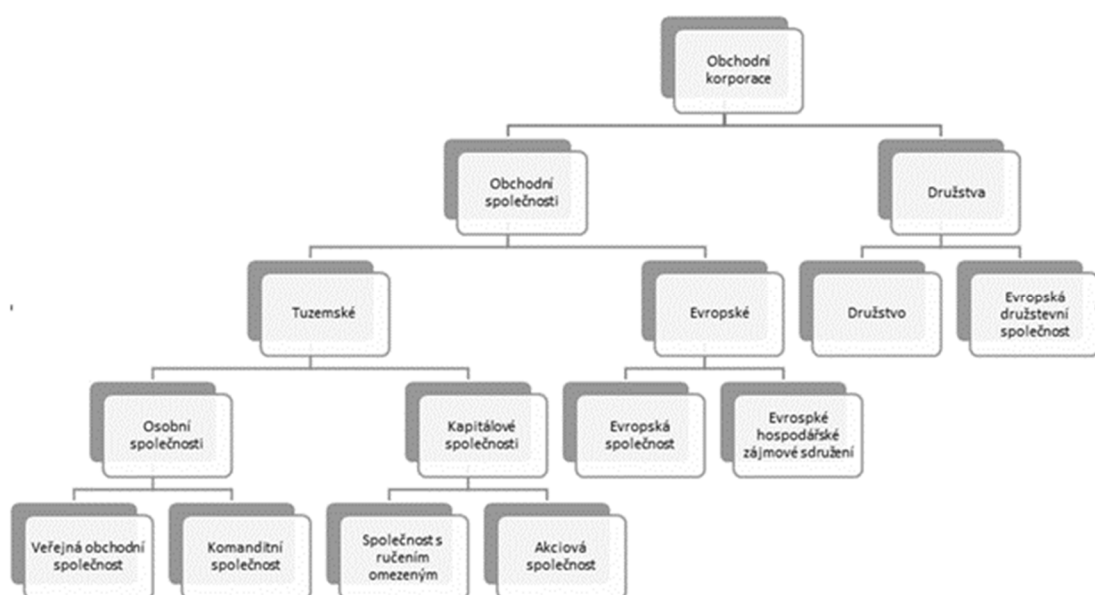 Obchodní
korporace
Obchodní
společnosti
Družstva
Tuzemské
Evropské
Družstvo
Evropská
družstevní
společnost
Osobní
společnosti
Kapitálové
společnosti
Evropská
společnost
Evrospké
hospodářské
zájmové sdružení
Veřejná obchodní
společnost
Komanditní
společnost
Společnost s
ručením
omezeným
Akciová
společnost